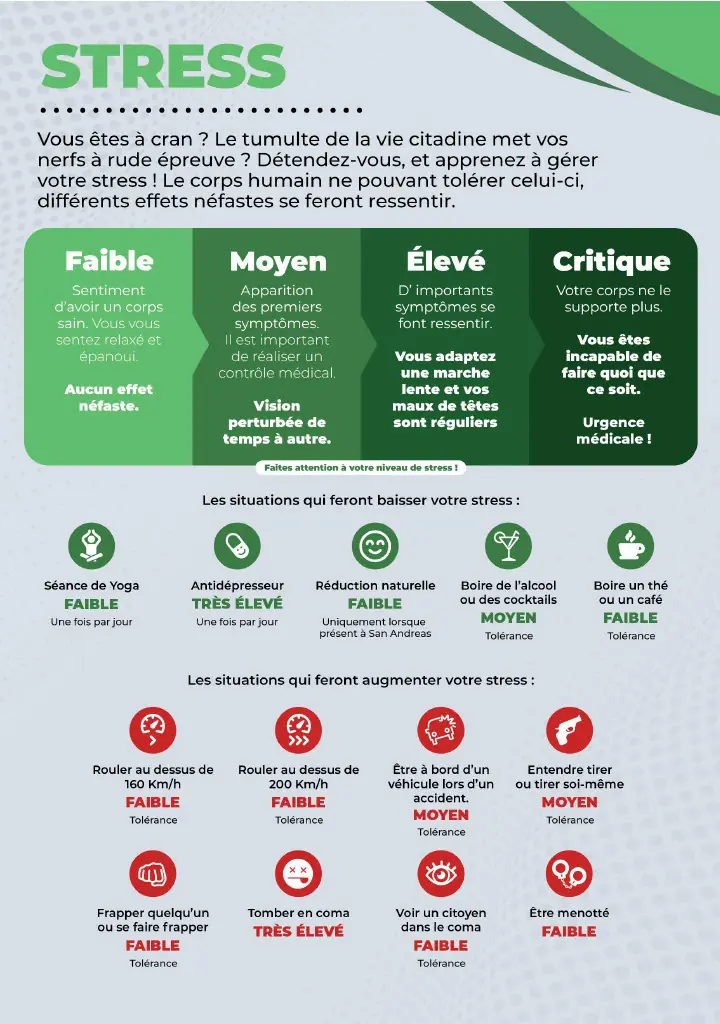 STRESS
Vous êtes à cran ? Le tumulte de la vie citadine met vos
nerfs à rude épreuve ? Détendez-vous, et apprenez à gérer
votre stress ! Le corps humain ne pouvant tolérer celui-ci,
différents effets néfastes se feront ressentir.
Faible
Sentiment
d'avoir un corps
sain. Vous vous
sentez relaxé et
épanoui.
Aucun effet
néfaste.
Moyen
Apparition
des premiers
symptômes.
Il est important
de réaliser un
contrôle médical.
Vision
perturbée de
temps à autre.
Élevé
D' importants
symptômes se
font ressentir.
Vous adaptez
une marche
lente et vos
maux de têtes
sont réguliers
Critique
Votre corps ne le
supporte plus.
Vous êtes
incapable de
faire quoi que
ce soit.
Urgence
médicale !
Faites attention à votre niveau de stress !
Les situations qui feront baisser votre stress :
Séance de Yoga
FAIBLE
Une fois par jour
Antidépresseur
TRÈS ÉLEVÉ
Une fois par jour
Réduction naturelle
FAIBLE
Uniquement lorsque
présent à San Andreas
Boire de l'alcool
ou des cocktails
MOYEN
Tolérance
Boire un thé
ou un café
FAIBLE
Tolérance
Les situations qui feront augmenter votre stress :
Rouler au dessus de
160 Km/h
FAIBLE
Tolérance
Rouler au dessus de
200 Km/h
FAIBLE
Tolérance
Être à bord d'un
véhicule lors d'un
accident.
MOYEN
Tolérance
Entendre tirer
ou tirer soi-même
MOYEN
Tolérance
Frapper quelqu'un
ou se faire frapper
FAIBLE
Tolérance
Tomber en coma
TRÈS ÉLEVÉ
Voir un citoyen
dans le coma
FAIBLE
Tolérance
Être menotté
FAIBLE